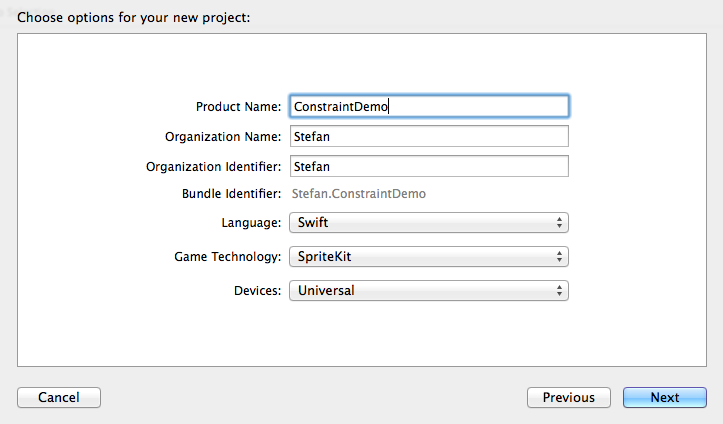 Choose options for your new project:
Product Name: ConstraintDemo
Organization Name: Stefan
Organization Identifier: Stefan
Bundle Identifier: Stefan.ConstraintDemo
Language: Swift
Game Technology: SpriteKit
Devices: Universal
Cancel Previous Next